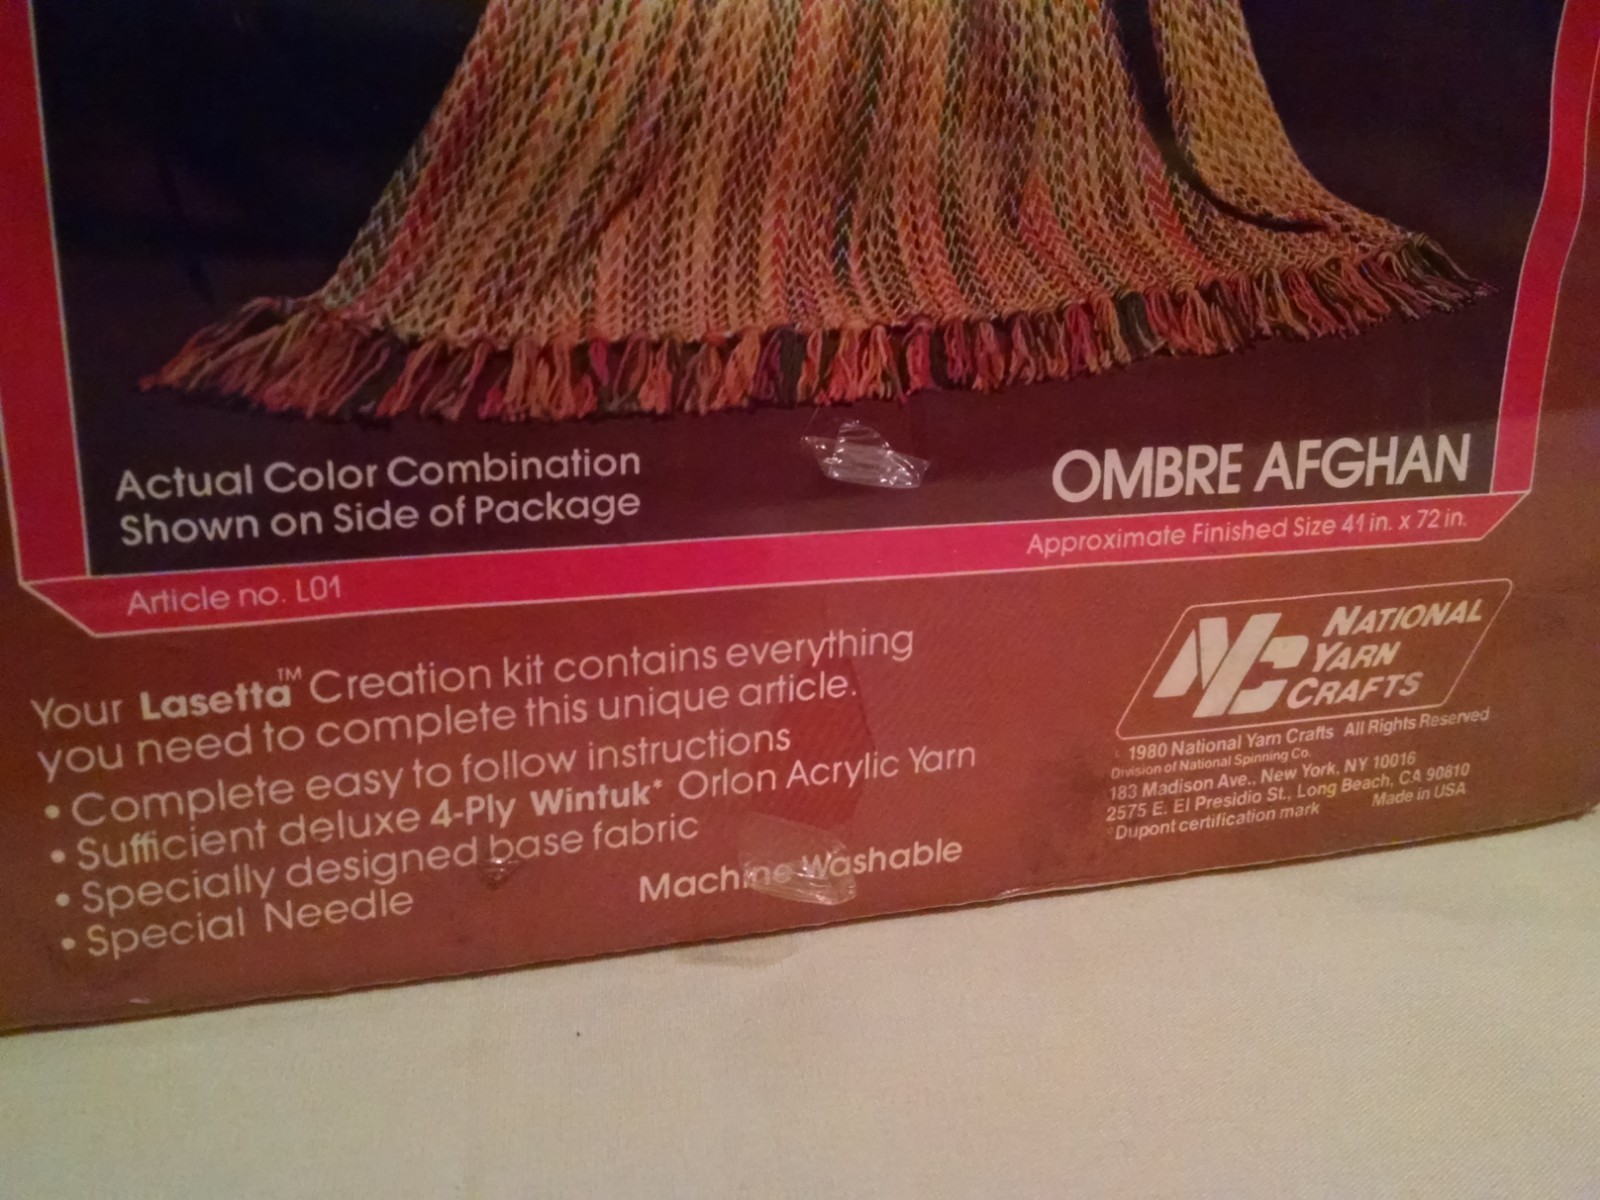 Actual Color Combination
Shown on Side of Package
OMBRE AFGHAN
Approximate Finished Size 41 in. x 72 in.
Article no. L01
Your Lasetta™ Creation kit contains everything
you need to complete this unique article.
• Complete easy to follow instructions
• Sufficient deluxe 4-Ply Wintuk* Orlon Acrylic Yarn
• Specially designed base fabric
• Special Needle
Machine Washable
NYC
NATIONAL
YARN
CRAFTS
1980 National Yarn Crafts All Rights Reserved
Division of National Spinning Co.
183 Madison Ave., New York, NY 10016
2575 E. El Presidio St., Long Beach, CA 90810
*Dupont certification mark Made in USA